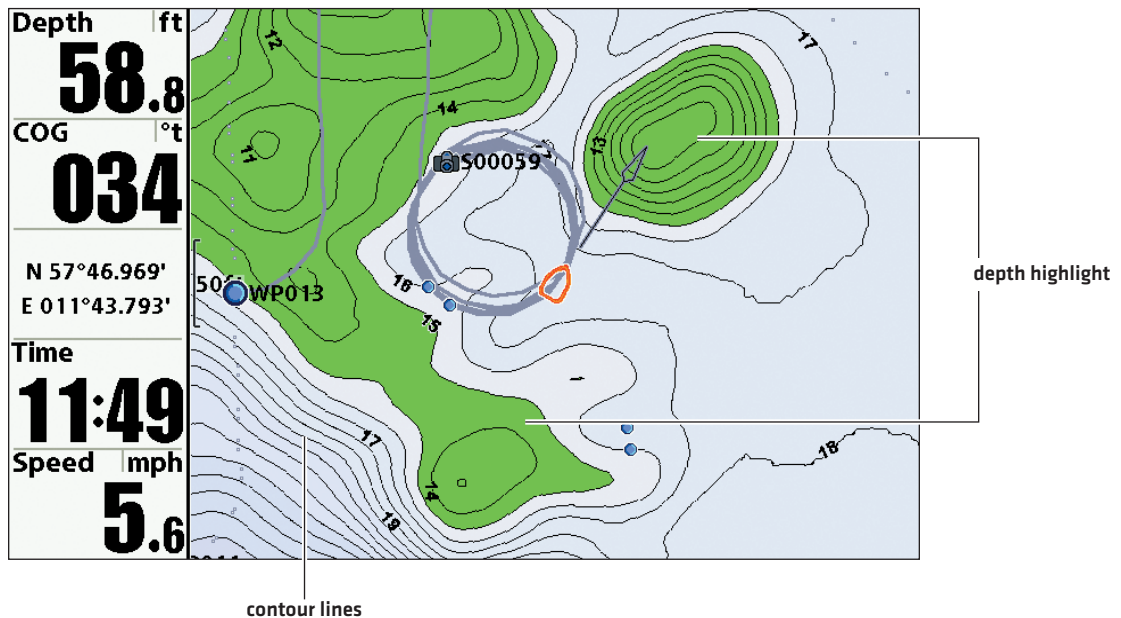 Depth ft
58.8
COG °t
034
N 57°46.969'
E 011°43.793'
Time
11:49
Speed mph
5.6
12
17
14
11
13
S00059
WP013
16
15
17
14
19
18
depth highlight
contour lines